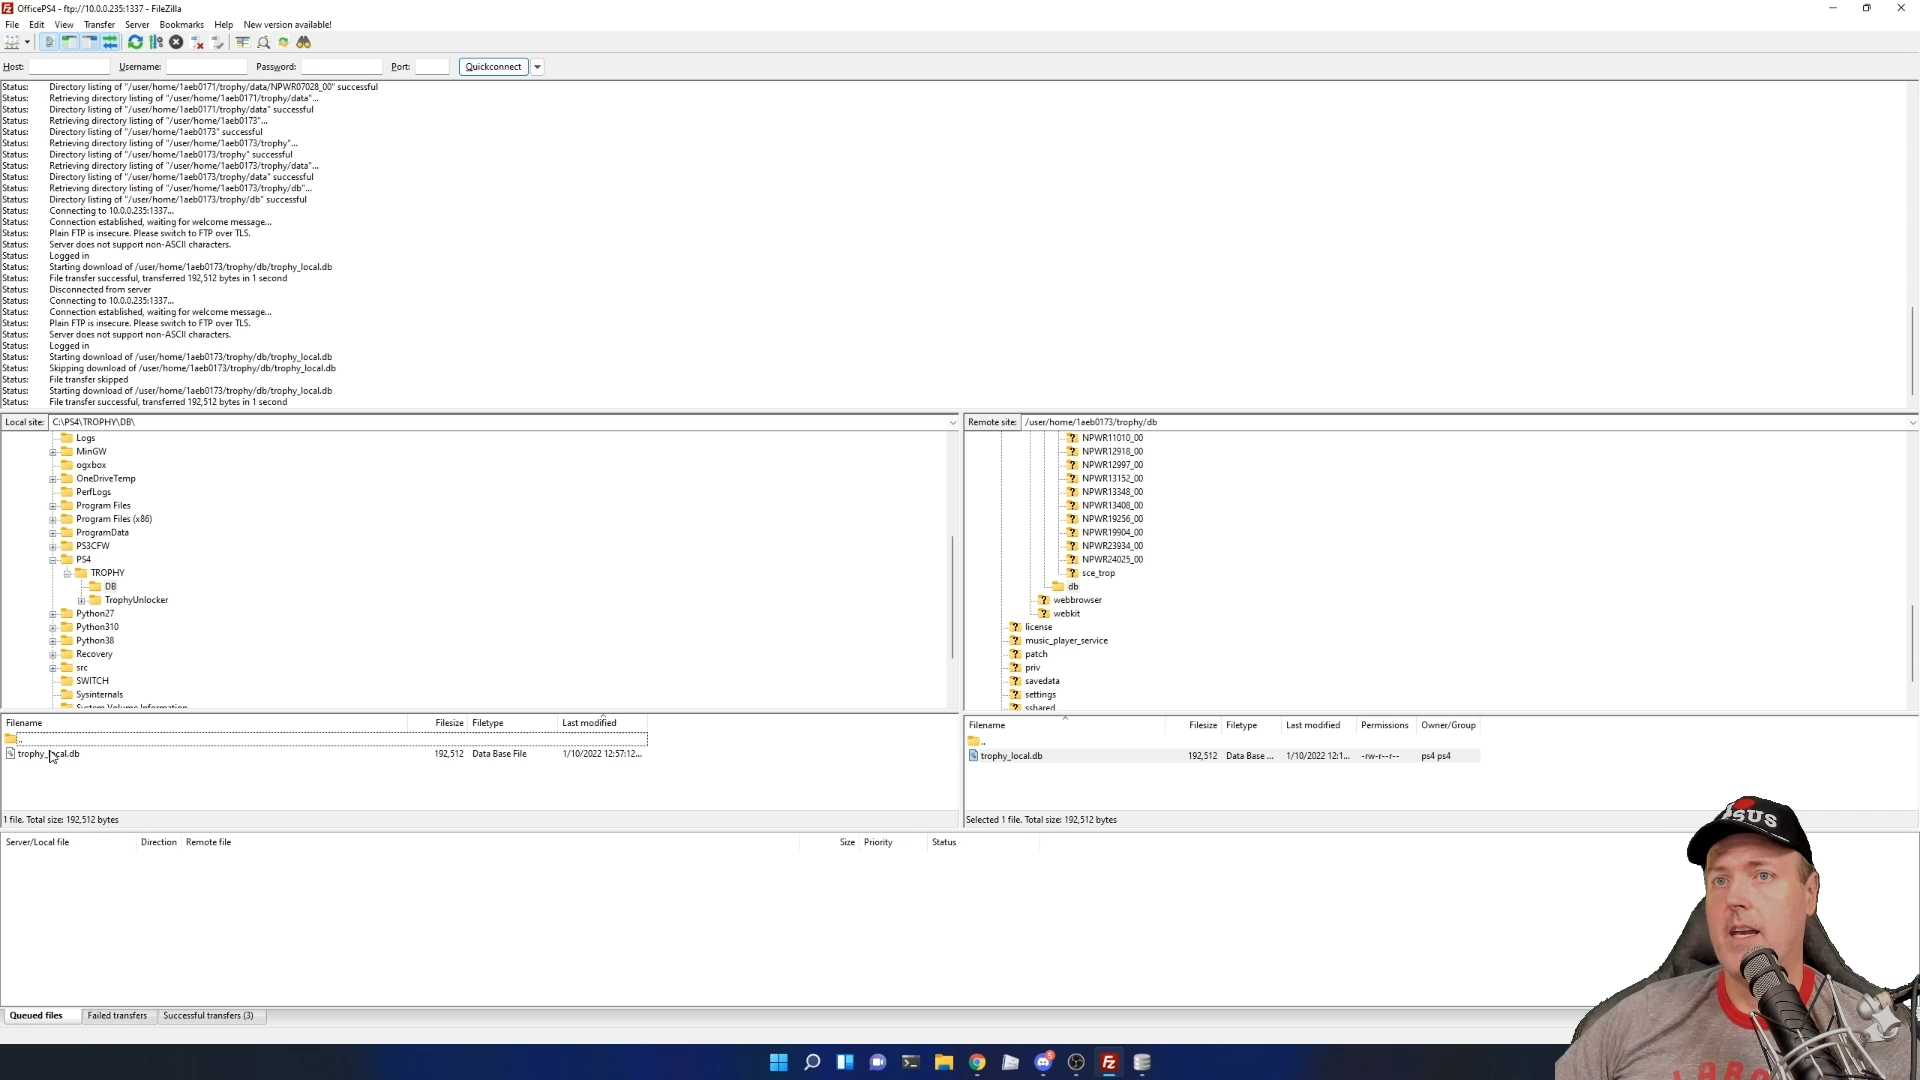 OfficePS4 - ftp://10.0.0.235:1337 - FileZilla
File Edit View Transfer Server Bookmarks Help New version available!
Host: Username: Password: Port: Quickconnect
Status: Directory listing of "/user/home/1aeb0171/trophy/data/NPWR07028_00" successful
Status: Retrieving directory listing of "/user/home/1aeb0171/trophy/data"...
Status: Directory listing of "/user/home/1aeb0171/trophy/data" successful
Status: Retrieving directory listing of "/user/home/1aeb0173"...
Status: Directory listing of "/user/home/1aeb0173" successful
Status: Retrieving directory listing of "/user/home/1aeb0173/trophy"...
Status: Directory listing of "/user/home/1aeb0173/trophy" successful
Status: Retrieving directory listing of "/user/home/1aeb0173/trophy/data"...
Status: Directory listing of "/user/home/1aeb0173/trophy/data" successful
Status: Retrieving directory listing of "/user/home/1aeb0173/trophy/db"...
Status: Directory listing of "/user/home/1aeb0173/trophy/db" successful
Status: Connecting to 10.0.0.235:1337...
Status: Connection established, waiting for welcome message...
Status: Plain FTP is insecure. Please switch to FTP over TLS.
Status: Server does not support non-ASCII characters.
Status: Logged in
Status: Starting download of /user/home/1aeb0173/trophy/db/trophy_local.db
Status: File transfer successful, transferred 192,512 bytes in 1 second
Status: Disconnected from server
Status: Connecting to 10.0.0.235:1337...
Status: Connection established, waiting for welcome message...
Status: Plain FTP is insecure. Please switch to FTP over TLS.
Status: Server does not support non-ASCII characters.
Status: Logged in
Status: Starting download of /user/home/1aeb0173/trophy/db/trophy_local.db
Status: Skipping download of /user/home/1aeb0173/trophy/db/trophy_local.db
Status: File transfer skipped
Status: Starting download of /user/home/1aeb0173/trophy/db/trophy_local.db
Status: File transfer successful, transferred 192,512 bytes in 1 second
Local site: C:\PS4\TROPHY\DB\
Logs
MinGW
ogxbox
OneDriveTemp
PerfLogs
Program Files
Program Files (x86)
ProgramData
PS3CFW
PS4
TROPHY
DB
TrophyUnlocker
Python27
Python310
Python38
Recovery
src
SWITCH
Sysinternals
System Volume Information
Filename Filesize Filetype Last modified
..
trophy_local.db 192,512 Data Base File 1/10/2022 12:57:12...
1 file. Total size: 192,512 bytes
Remote site: /user/home/1aeb0173/trophy/db
NPWR11010_00
NPWR12918_00
NPWR12997_00
NPWR13152_00
NPWR13348_00
NPWR13408_00
NPWR19256_00
NPWR19904_00
NPWR23934_00
NPWR24025_00
sce_trop
db
webbrowser
webkit
license
music_player_service
patch
priv
savedata
settings
sshared
Filename Filesize Filetype Last modified Permissions Owner/Group
..
trophy_local.db 192,512 Data Base ... 1/10/2022 12:1... -rw-r--r-- ps4 ps4
Selected 1 file. Total size: 192,512 bytes
Server/Local file Direction Remote file Size Priority Status
Queued files Failed transfers Successful transfers (3)